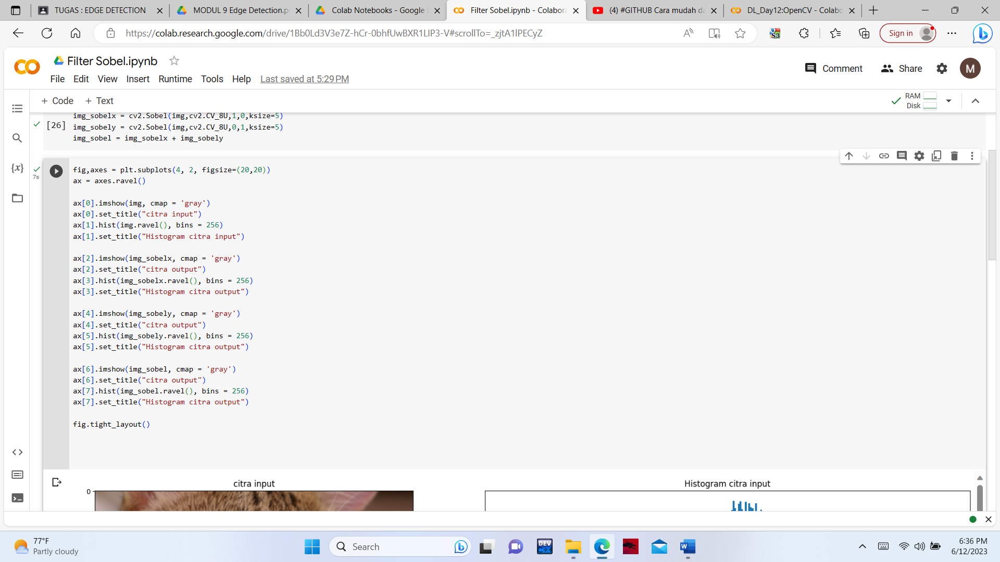 TUGAS : EDGE DETECTION
MODUL 9 Edge Detection.p
Colab Notebooks - Google
Filter Sobel.ipynb - Colabora
(4) #GITHUB Cara mudah da
DL_Day12:OpenCV - Colabo
https://colab.research.google.com/drive/1Bb0Ld3V3e7Z-hCr-0bhfUwBXR1LIP3-V#scrollTo=_zjtA1lPECyZ
Sign in
Filter Sobel.ipynb
Comment
Share
M
File Edit View Insert Runtime Tools Help Last saved at 5:29 PM
+ Code + Text
RAM
Disk
img_sobelx = cv2.Sobel(img,cv2.CV_8U,1,0,ksize=5)
[26] img_sobely = cv2.Sobel(img,cv2.CV_8U,0,1,ksize=5)
img_sobel = img_sobelx + img_sobely
7s
fig,axes = plt.subplots(4, 2, figsize=(20,20))
ax = axes.ravel()
ax[0].imshow(img, cmap = 'gray')
ax[0].set_title("citra input")
ax[1].hist(img.ravel(), bins = 256)
ax[1].set_title("Histogram citra input")
ax[2].imshow(img_sobelx, cmap = 'gray')
ax[2].set_title("citra output")
ax[3].hist(img_sobelx.ravel(), bins = 256)
ax[3].set_title("Histogram citra output")
ax[4].imshow(img_sobely, cmap = 'gray')
ax[4].set_title("citra output")
ax[5].hist(img_sobely.ravel(), bins = 256)
ax[5].set_title("Histogram citra output")
ax[6].imshow(img_sobel, cmap = 'gray')
ax[6].set_title("citra output")
ax[7].hist(img_sobel.ravel(), bins = 256)
ax[7].set_title("Histogram citra output")
fig.tight_layout()
citra input
Histogram citra input
0
77°F
Partly cloudy
Search
DEV
C++
W
6:36 PM
6/12/2023